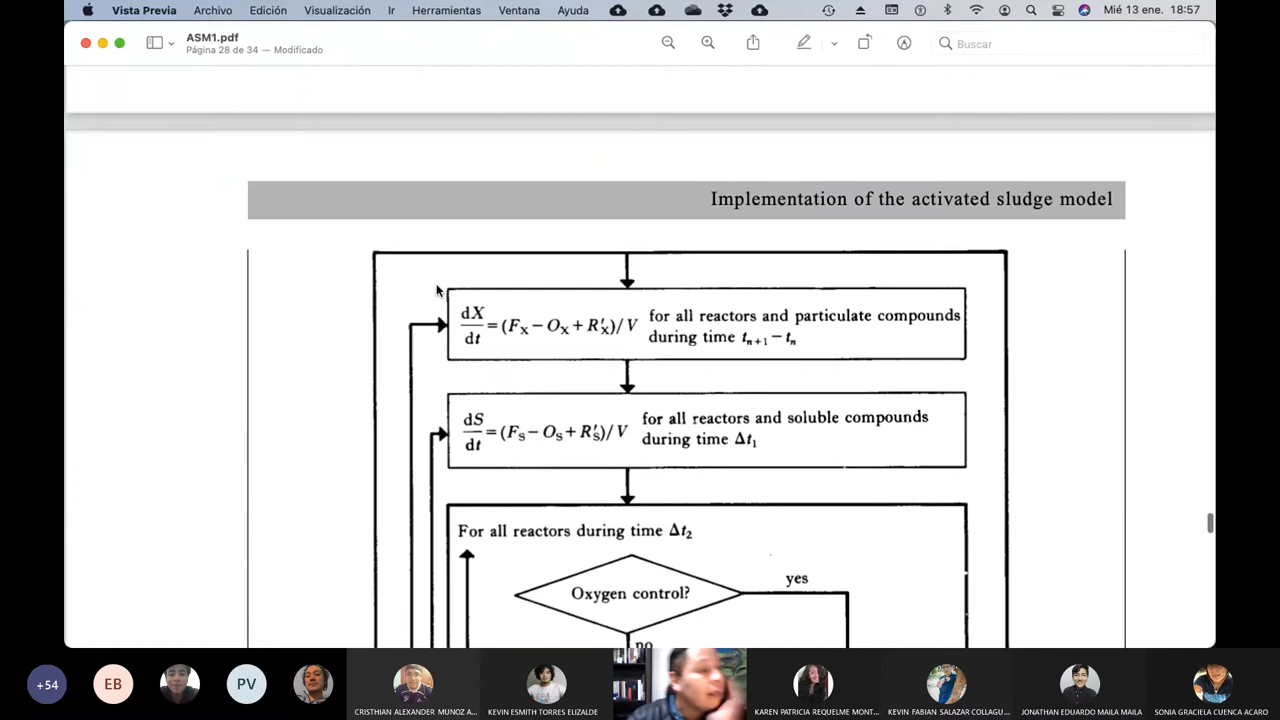 Vista Previa Archivo Edición Visualización Ir Herramientas Ventana Ayuda Mié 13 ene. 18:57
ASM1.pdf
Página 28 de 34 — Modificado
Buscar
Implementation of the activated sludge model
dX/dt = (F_X − O_X + R′_X)/V for all reactors and particulate compounds
during time t_{n+1} − t_n
dS/dt = (F_S − O_S + R′_S)/V for all reactors and soluble compounds
during time Δt_1
For all reactors during time Δt_2
Oxygen control?
yes
no
+54
EB
PV
CRISTHIAN ALEXANDER MUNOZ A...
KEVIN ESMITH TORRES ELIZALDE
KAREN PATRICIA REQUELME MONT...
KEVIN FABIAN SALAZAR COLLAGU...
JONATHAN EDUARDO MAILA MAILA
SONIA GRACIELA CUENCA ACARO